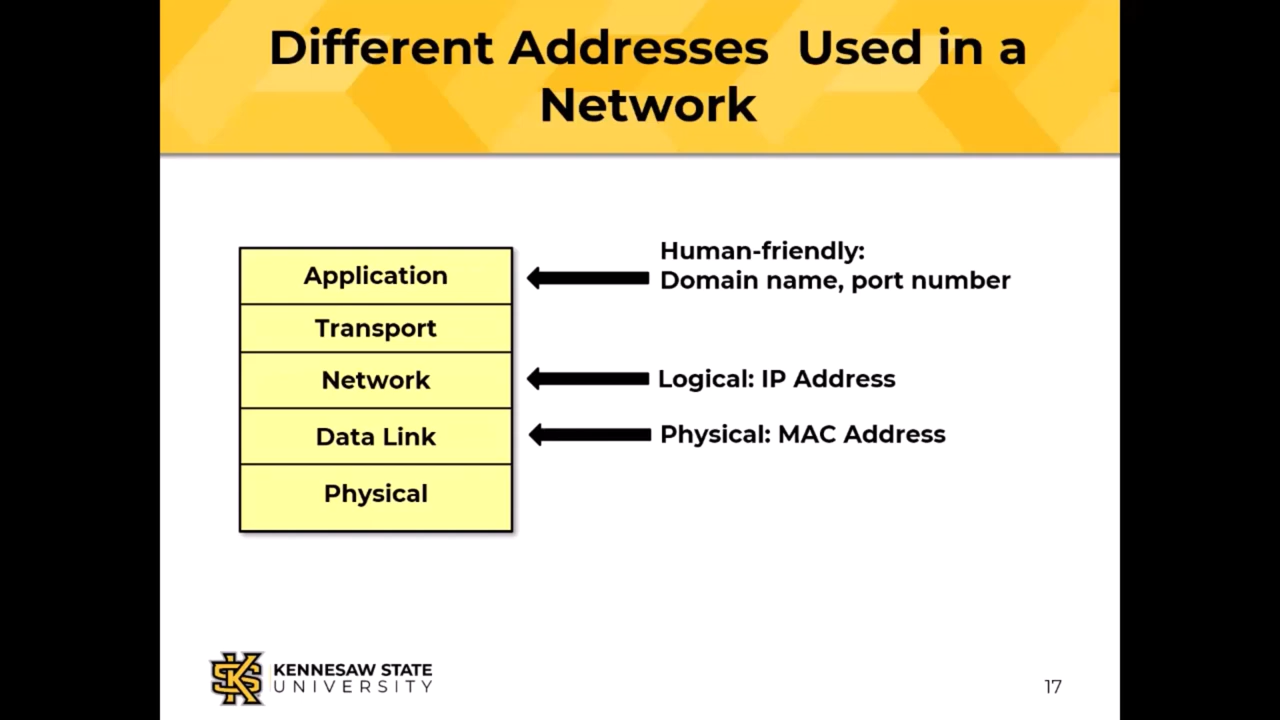 Different Addresses Used in a
Network
Application
Human-friendly:
Domain name, port number
Transport
Network
Logical: IP Address
Data Link
Physical: MAC Address
Physical
KENNESAW STATE
UNIVERSITY
17